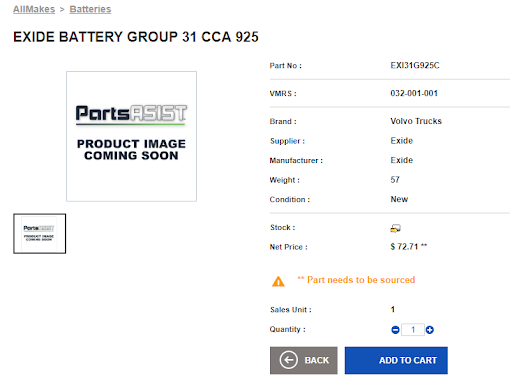 AllMakes > Batteries
EXIDE BATTERY GROUP 31 CCA 925
PartsASIST
PRODUCT IMAGE
COMING SOON
PartsASIST
PRODUCT IMAGE
COMING SOON
Part No : EXI31G925C
VMRS : 032-001-001
Brand : Volvo Trucks
Supplier : Exide
Manufacturer : Exide
Weight : 57
Condition : New
Stock :
Net Price : $ 72.71 **
** Part needs to be sourced
Sales Unit : 1
Quantity : 1
BACK ADD TO CART